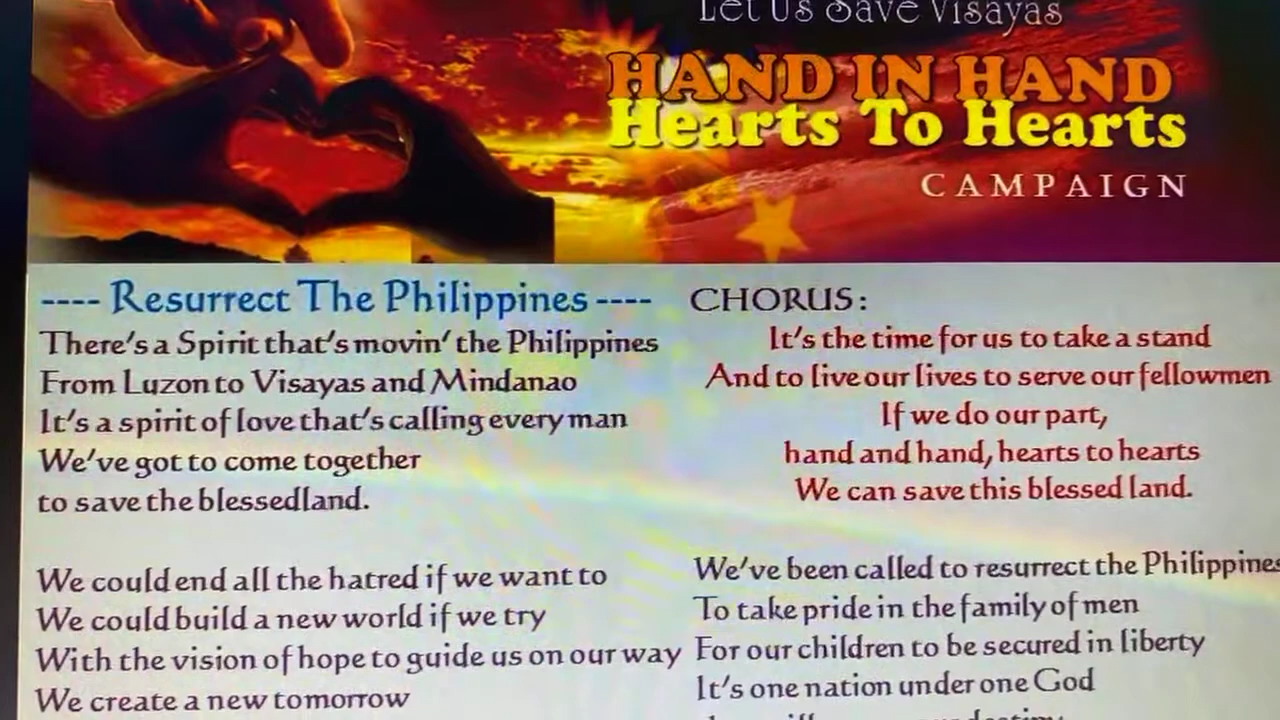 Let Us Save Visayas
HAND IN HAND
Hearts To Hearts
CAMPAIGN
---- Resurrect The Philippines ----
There's a Spirit that's movin' the Philippines
From Luzon to Visayas and Mindanao
It's a spirit of love that's calling every man
We've got to come together
to save the blessed land.
We could end all the hatred if we want to
We could build a new world if we try
With the vision of hope to guide us on our way
We create a new tomorrow
CHORUS:
It's the time for us to take a stand
And to live our lives to serve our fellowmen
If we do our part,
hand and hand, hearts to hearts
We can save this blessed land.
We've been called to resurrect the Philippines
To take pride in the family of men
For our children to be secured in liberty
It's one nation under one God
destiny